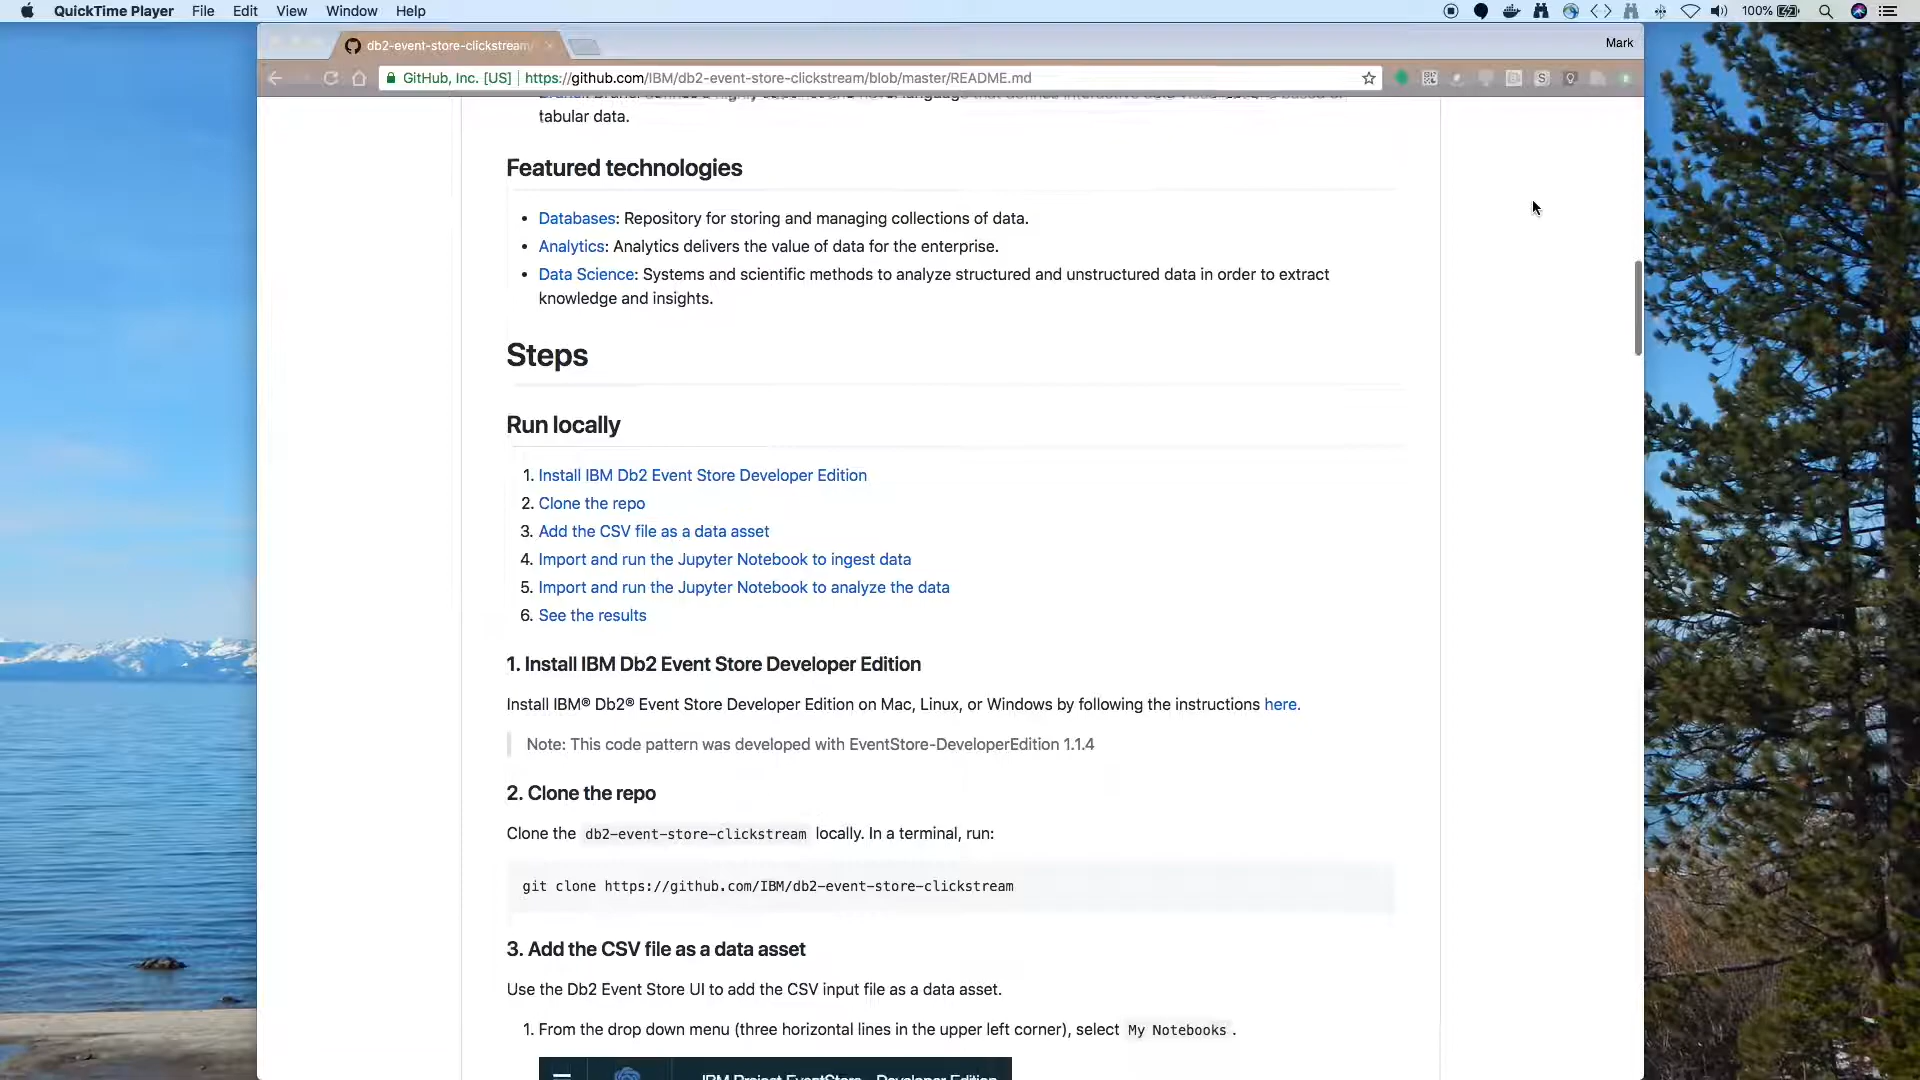 QuickTime Player File Edit View Window Help 100%
db2-event-store-clickstream Mark
GitHub, Inc. [US] https://github.com/IBM/db2-event-store-clickstream/blob/master/README.md
tabular data.
Featured technologies
• Databases: Repository for storing and managing collections of data.
• Analytics: Analytics delivers the value of data for the enterprise.
• Data Science: Systems and scientific methods to analyze structured and unstructured data in order to extract
knowledge and insights.
Steps
Run locally
1. Install IBM Db2 Event Store Developer Edition
2. Clone the repo
3. Add the CSV file as a data asset
4. Import and run the Jupyter Notebook to ingest data
5. Import and run the Jupyter Notebook to analyze the data
6. See the results
1. Install IBM Db2 Event Store Developer Edition
Install IBM® Db2® Event Store Developer Edition on Mac, Linux, or Windows by following the instructions here.
Note: This code pattern was developed with EventStore-DeveloperEdition 1.1.4
2. Clone the repo
Clone the db2-event-store-clickstream locally. In a terminal, run:
git clone https://github.com/IBM/db2-event-store-clickstream
3. Add the CSV file as a data asset
Use the Db2 Event Store UI to add the CSV input file as a data asset.
1. From the drop down menu (three horizontal lines in the upper left corner), select My Notebooks .
IBM Project EventStore - Developer Edition